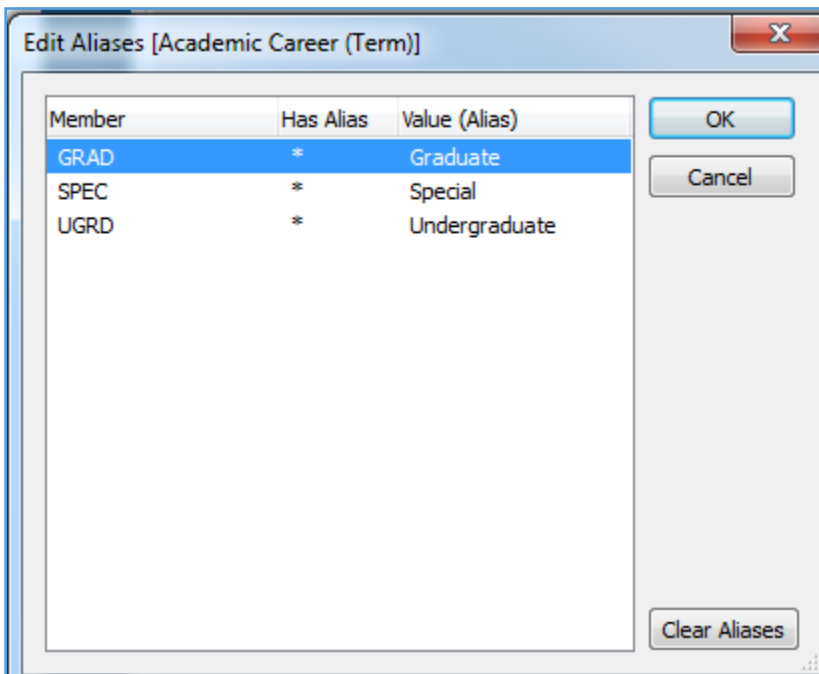 Edit Aliases [Academic Career (Term)]
Member Has Alias Value (Alias)
GRAD * Graduate
SPEC * Special
UGRD * Undergraduate
OK
Cancel
Clear Aliases